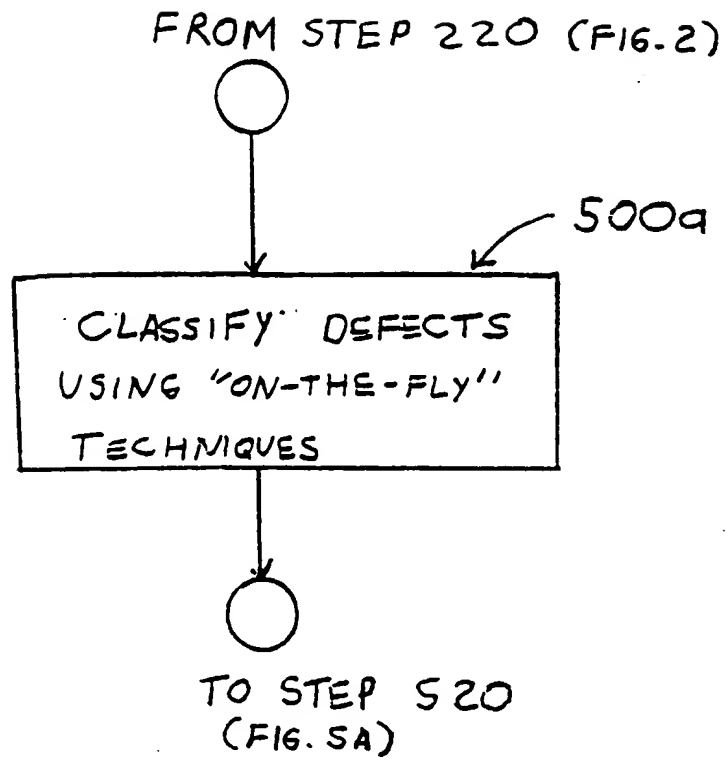 FROM STEP 220 (FIG. 2)
500a
CLASSIFY DEFECTS
USING "ON-THE-FLY"
TECHNIQUES
TO STEP 520
(FIG. 5A)